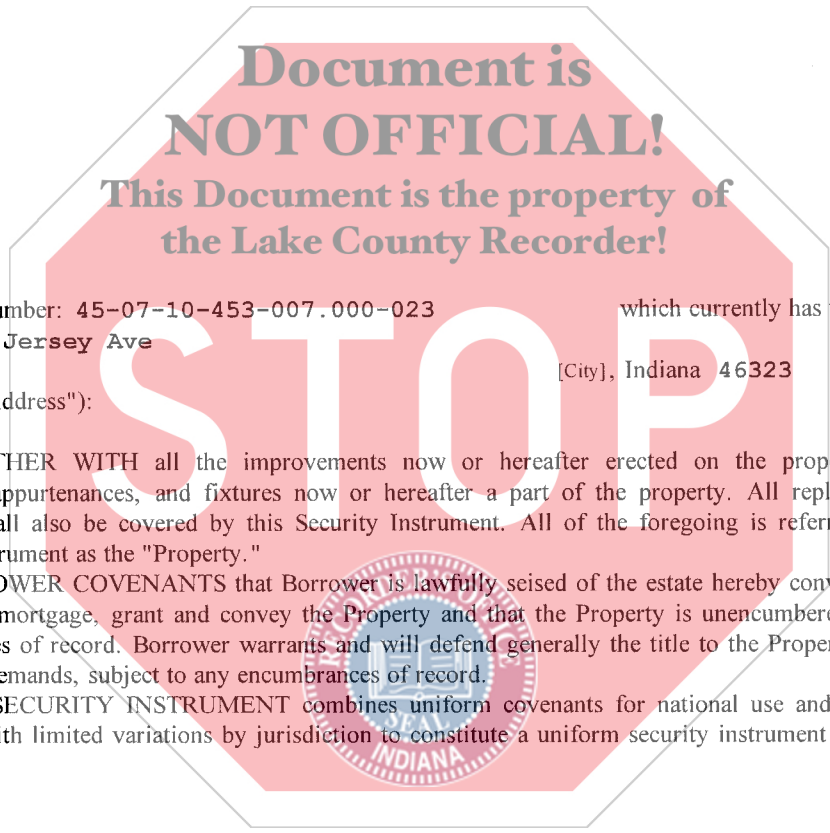 Document is
NOT OFFICIAL!
This Document is the property of
the Lake County Recorder!
STOP
umber: 45-07-10-453-007.000-023 which currently has
Jersey Ave
[City], Indiana 46323
ddress"):
THER WITH all the improvements now or hereafter erected on the prop
appurtenances, and fixtures now or hereafter a part of the property. All repl
all also be covered by this Security Instrument. All of the foregoing is referr
rument as the "Property."
OWER COVENANTS that Borrower is lawfully seised of the estate hereby conv
mortgage, grant and convey the Property and that the Property is unencumbere
es of record. Borrower warrants and will defend generally the title to the Proper
emands, subject to any encumbrances of record.
SECURITY INSTRUMENT combines uniform covenants for national use and
ith limited variations by jurisdiction to constitute a uniform security instrument
RECORDER'S OFFICE
SEAL
INDIANA